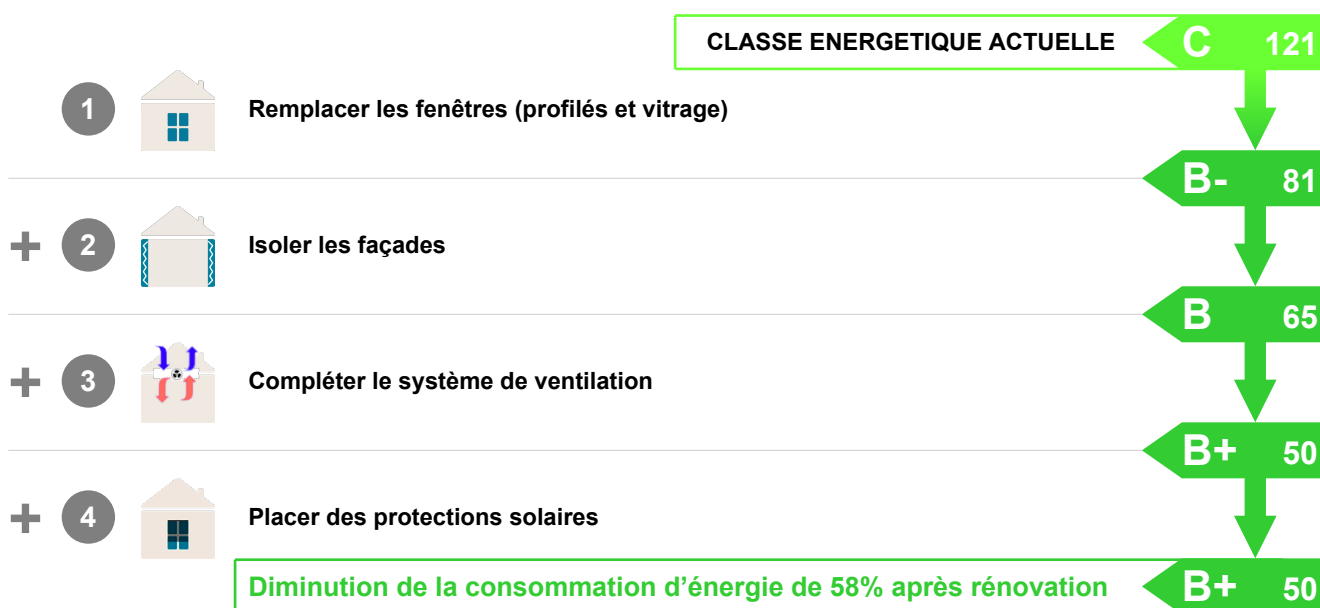 CLASSE ENERGETIQUE ACTUELLE C 121
1 Remplacer les fenêtres (profilés et vitrage)
B- 81
+ 2 Isoler les façades
B 65
+ 3 Compléter le système de ventilation
B+ 50
+ 4 Placer des protections solaires
Diminution de la consommation d’énergie de 58% après rénovation B+ 50